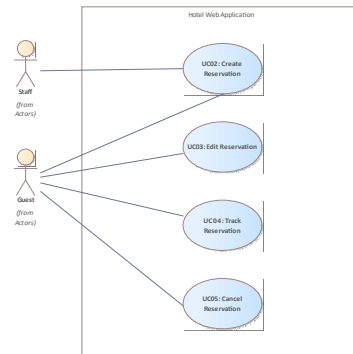 Hotel Web Application
UC02: Create
Reservation
Staff
(from
Actors)
UC03: Edit Reservation
Guest
(from
Actors)
UC04: Track
Reservation
UC05: Cancel
Reservation